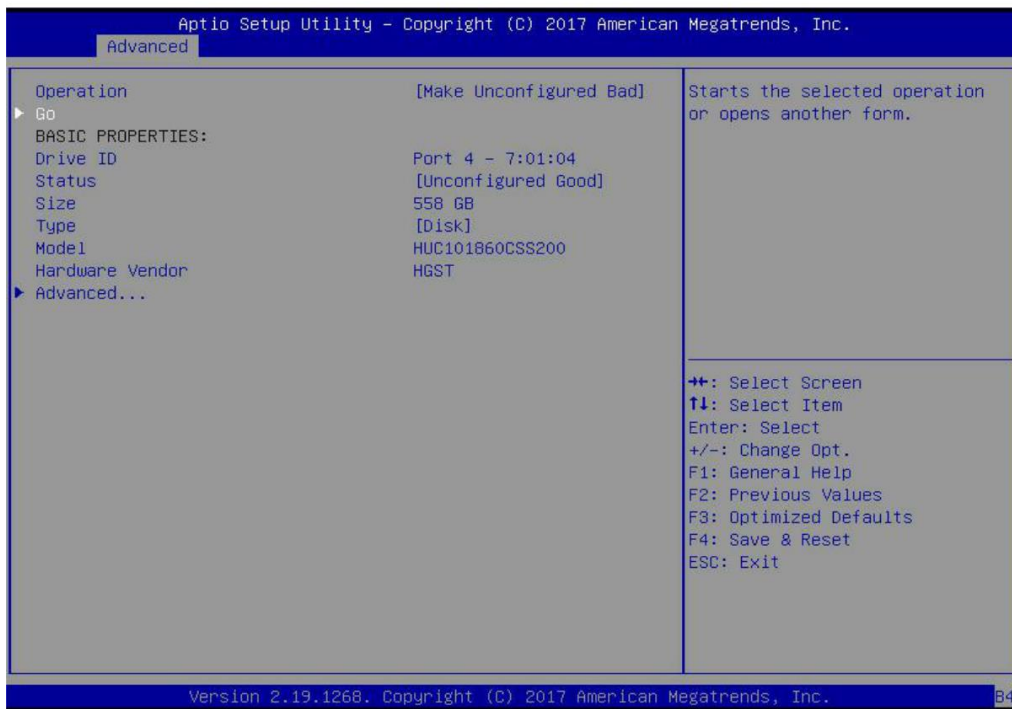 Aptio Setup Utility – Copyright (C) 2017 American Megatrends, Inc.
Advanced
Operation [Make Unconfigured Bad]
Go
BASIC PROPERTIES:
Drive ID Port 4 – 7:01:04
Status [Unconfigured Good]
Size 558 GB
Type [Disk]
Model HUC101860CSS200
Hardware Vendor HGST
Advanced...
Starts the selected operation
or opens another form.
→←: Select Screen
↑↓: Select Item
Enter: Select
+/-: Change Opt.
F1: General Help
F2: Previous Values
F3: Optimized Defaults
F4: Save & Reset
ESC: Exit
Version 2.19.1268. Copyright (C) 2017 American Megatrends, Inc.
B4